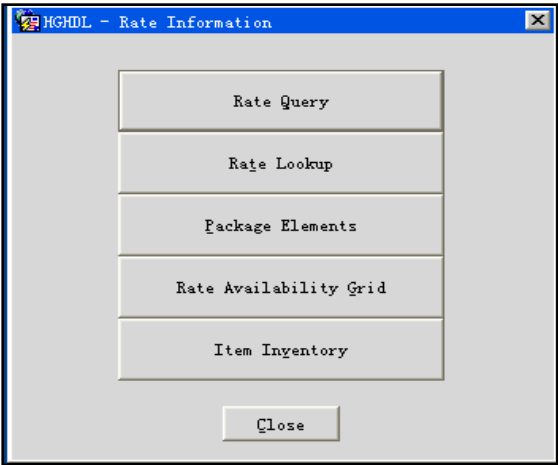 HGHDL - Rate Information
Rate Query
Rate Lookup
Package Elements
Rate Availability Grid
Item Inventory
Close